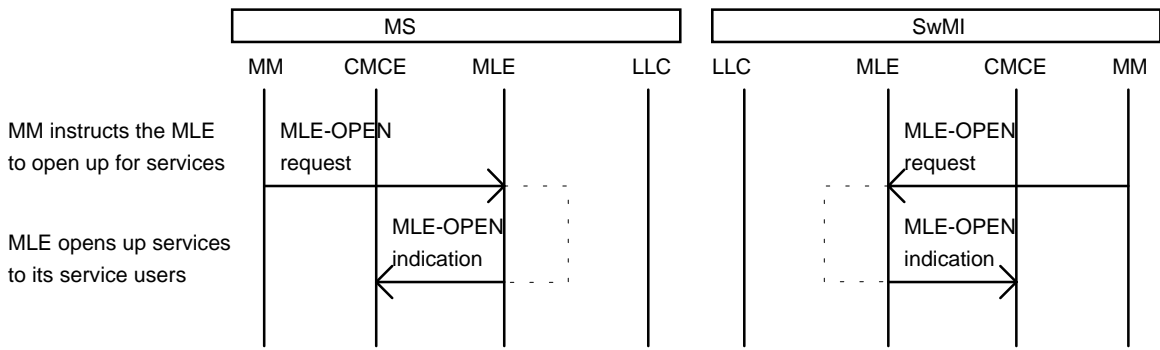 MS SwMI
MM CMCE MLE LLC LLC MLE CMCE MM
MM instructs the MLE
to open up for services
MLE-OPEN
request
MLE-OPEN
request
MLE opens up services
to its service users
MLE-OPEN
indication
MLE-OPEN
indication